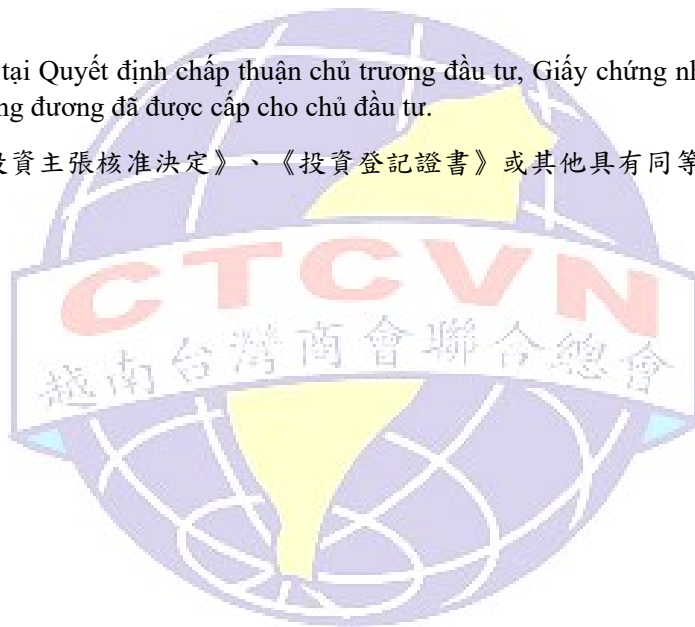 tại Quyết định chấp thuận chủ trương đầu tư, Giấy chứng nh
ng đương đã được cấp cho chủ đầu tư.
資主張核准決定》、《投資登記證書》或其他具有同等
CTCVN
越南台灣商會聯合總會